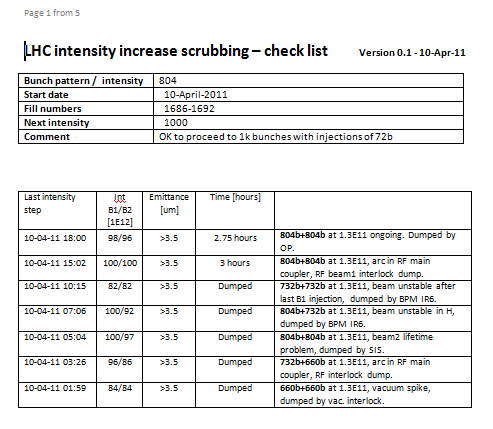 Page 1 from 5
LHC intensity increase scrubbing – check list Version 0.1 - 10-Apr-11
Bunch pattern / intensity 804
Start date 10-April-2011
Fill numbers 1686-1692
Next intensity 1000
Comment OK to proceed to 1k bunches with injections of 72b
Last intensity step Int B1/B2 [1E12] Emittance [um] Time [hours]
10-04-11 18:00 98/96 >3.5 2.75 hours 804b+804b at 1.3E11 ongoing. Dumped by
OP.
10-04-11 15:02 100/100 >3.5 3 hours 804b+804b at 1.3E11, arc in RF main
coupler, RF beam1 interlock dump.
10-04-11 10:15 82/82 >3.5 Dumped 732b+732b at 1.3E11, beam unstable after
last B1 injection, dumped by BPM IR6.
10-04-11 07:06 100/92 >3.5 Dumped 804b+732b at 1.3E11, beam unstable in H,
dumped by BPM IR6.
10-04-11 05:04 100/97 >3.5 Dumped 804b+804b at 1.3E11, beam2 lifetime
problem, dumped by SIS.
10-04-11 03:26 96/86 >3.5 Dumped 732b+660b at 1.3E11, arc in RF main
coupler, RF interlock dump.
10-04-11 01:59 84/84 >3.5 Dumped 660b+660b at 1.3E11, vacuum spike,
dumped by vac. interlock.